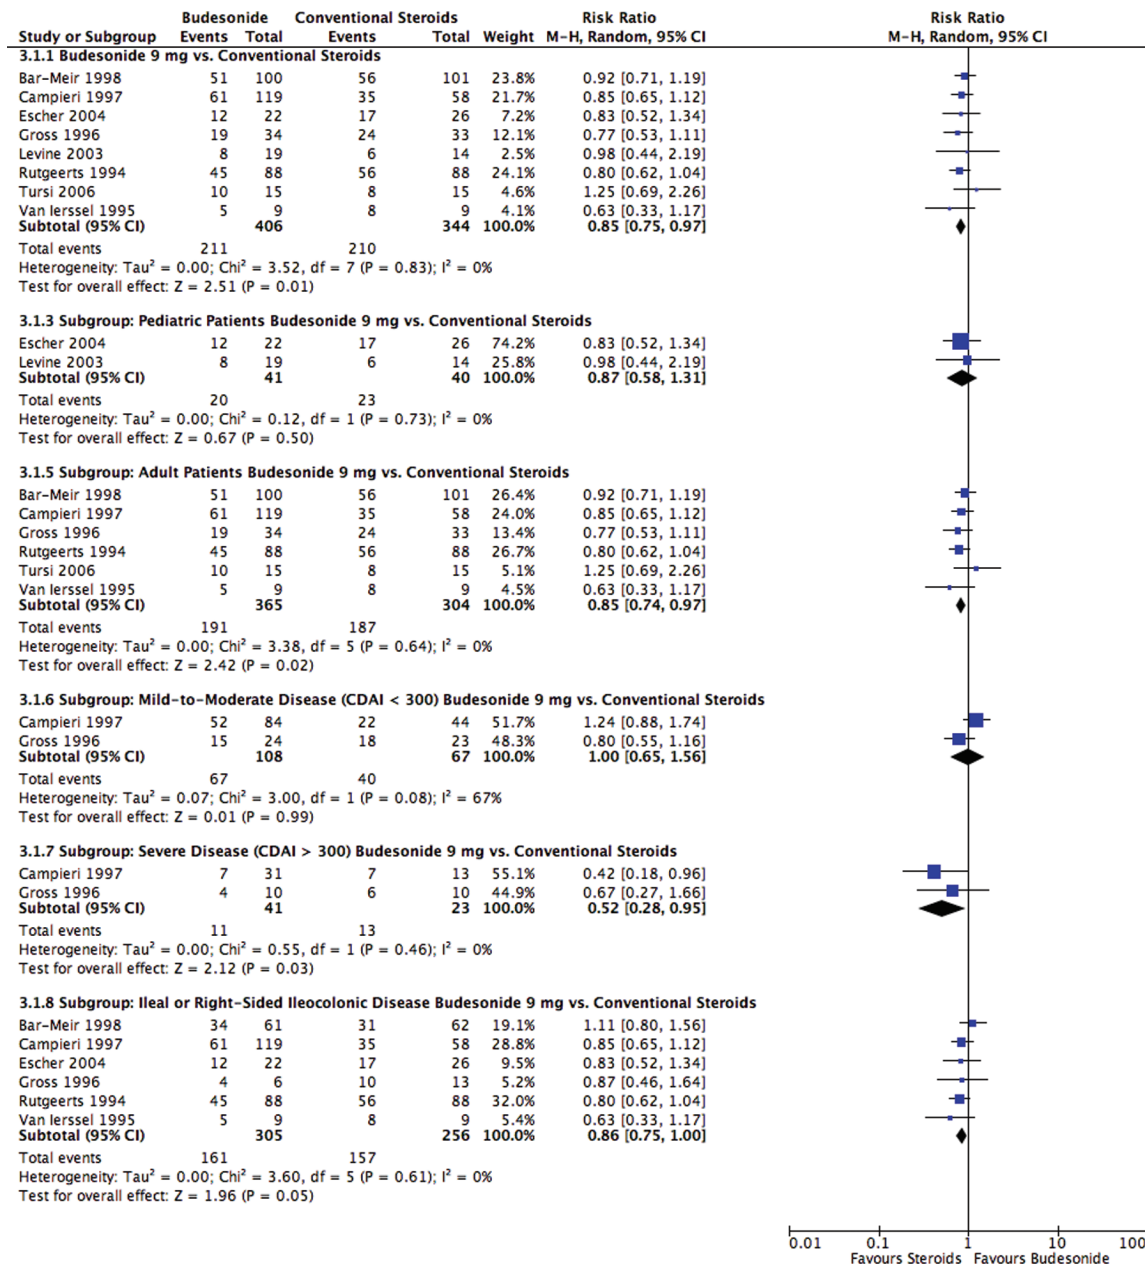 Budesonide Conventional Steroids Risk Ratio Risk Ratio
Study or Subgroup Events Total Events Total Weight M-H, Random, 95% CI M-H, Random, 95% CI
3.1.1 Budesonide 9 mg vs. Conventional Steroids
Bar-Meir 1998 51 100 56 101 23.8% 0.92 [0.71, 1.19]
Campieri 1997 61 119 35 58 21.7% 0.85 [0.65, 1.12]
Escher 2004 12 22 17 26 7.2% 0.83 [0.52, 1.34]
Gross 1996 19 34 24 33 12.1% 0.77 [0.53, 1.11]
Levine 2003 8 19 6 14 2.5% 0.98 [0.44, 2.19]
Rutgeerts 1994 45 88 56 88 24.1% 0.80 [0.62, 1.04]
Tursi 2006 10 15 8 15 4.6% 1.25 [0.69, 2.26]
Van Ierssel 1995 5 9 8 9 4.1% 0.63 [0.33, 1.17]
Subtotal (95% CI) 406 344 100.0% 0.85 [0.75, 0.97]
Total events 211 210
Heterogeneity: Tau² = 0.00; Chi² = 3.52, df = 7 (P = 0.83); I² = 0%
Test for overall effect: Z = 2.51 (P = 0.01)
3.1.3 Subgroup: Pediatric Patients Budesonide 9 mg vs. Conventional Steroids
Escher 2004 12 22 17 26 74.2% 0.83 [0.52, 1.34]
Levine 2003 8 19 6 14 25.8% 0.98 [0.44, 2.19]
Subtotal (95% CI) 41 40 100.0% 0.87 [0.58, 1.31]
Total events 20 23
Heterogeneity: Tau² = 0.00; Chi² = 0.12, df = 1 (P = 0.73); I² = 0%
Test for overall effect: Z = 0.67 (P = 0.50)
3.1.5 Subgroup: Adult Patients Budesonide 9 mg vs. Conventional Steroids
Bar-Meir 1998 51 100 56 101 26.4% 0.92 [0.71, 1.19]
Campieri 1997 61 119 35 58 24.0% 0.85 [0.65, 1.12]
Gross 1996 19 34 24 33 13.4% 0.77 [0.53, 1.11]
Rutgeerts 1994 45 88 56 88 26.7% 0.80 [0.62, 1.04]
Tursi 2006 10 15 8 15 5.1% 1.25 [0.69, 2.26]
Van Ierssel 1995 5 9 8 9 4.5% 0.63 [0.33, 1.17]
Subtotal (95% CI) 365 304 100.0% 0.85 [0.74, 0.97]
Total events 191 187
Heterogeneity: Tau² = 0.00; Chi² = 3.38, df = 5 (P = 0.64); I² = 0%
Test for overall effect: Z = 2.42 (P = 0.02)
3.1.6 Subgroup: Mild-to-Moderate Disease (CDAI < 300) Budesonide 9 mg vs. Conventional Steroids
Campieri 1997 52 84 22 44 51.7% 1.24 [0.88, 1.74]
Gross 1996 15 24 18 23 48.3% 0.80 [0.55, 1.16]
Subtotal (95% CI) 108 67 100.0% 1.00 [0.65, 1.56]
Total events 67 40
Heterogeneity: Tau² = 0.07; Chi² = 3.00, df = 1 (P = 0.08); I² = 67%
Test for overall effect: Z = 0.01 (P = 0.99)
3.1.7 Subgroup: Severe Disease (CDAI > 300) Budesonide 9 mg vs. Conventional Steroids
Campieri 1997 7 31 7 13 55.1% 0.42 [0.18, 0.96]
Gross 1996 4 10 6 10 44.9% 0.67 [0.27, 1.66]
Subtotal (95% CI) 41 23 100.0% 0.52 [0.28, 0.95]
Total events 11 13
Heterogeneity: Tau² = 0.00; Chi² = 0.55, df = 1 (P = 0.46); I² = 0%
Test for overall effect: Z = 2.12 (P = 0.03)
3.1.8 Subgroup: Ileal or Right-Sided Ileocolonic Disease Budesonide 9 mg vs. Conventional Steroids
Bar-Meir 1998 34 61 31 62 19.1% 1.11 [0.80, 1.56]
Campieri 1997 61 119 35 58 28.8% 0.85 [0.65, 1.12]
Escher 2004 12 22 17 26 9.5% 0.83 [0.52, 1.34]
Gross 1996 4 6 10 13 5.2% 0.87 [0.46, 1.64]
Rutgeerts 1994 45 88 56 88 32.0% 0.80 [0.62, 1.04]
Van Ierssel 1995 5 9 8 9 5.4% 0.63 [0.33, 1.17]
Subtotal (95% CI) 305 256 100.0% 0.86 [0.75, 1.00]
Total events 161 157
Heterogeneity: Tau² = 0.00; Chi² = 3.60, df = 5 (P = 0.61); I² = 0%
Test for overall effect: Z = 1.96 (P = 0.05)
0.01 0.1 1 10 100
Favours Steroids Favours Budesonide